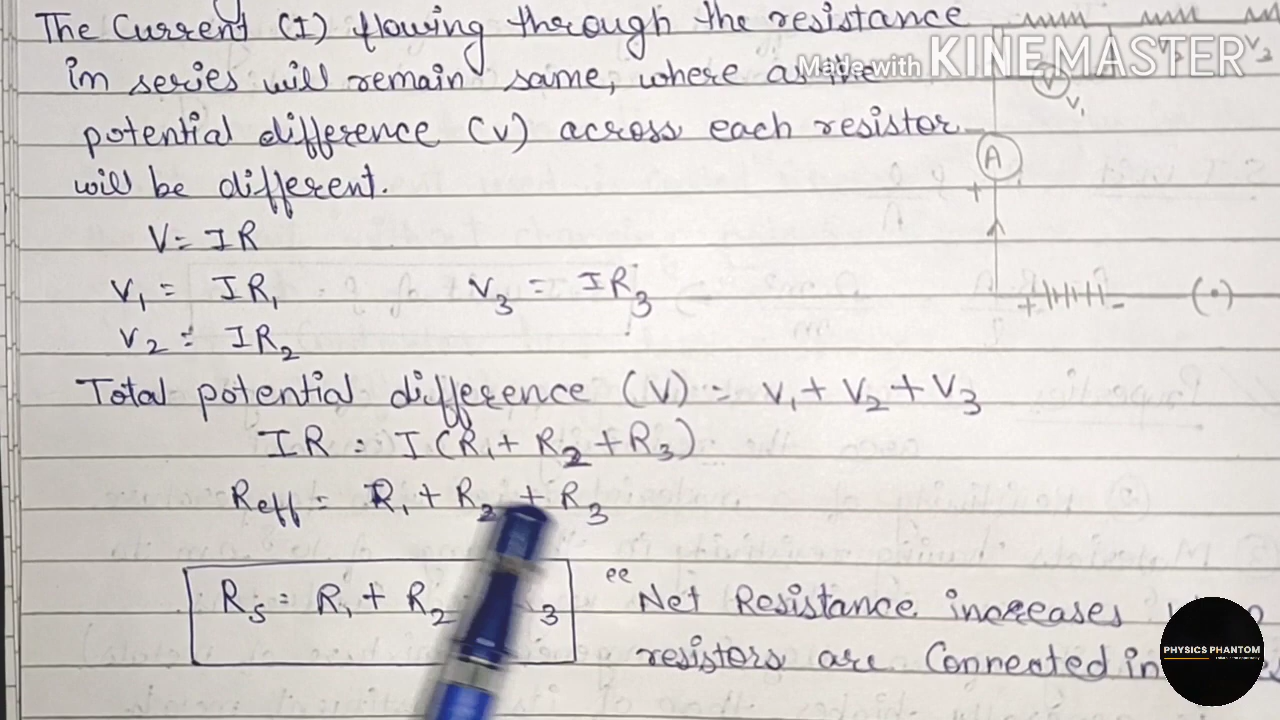 The Current (I) flowing through the resistance
in series will remain same, where as the
potential difference (V) across each resistor
will be different.
V = IR
V1 = IR1
V3 = IR3
V2 = IR2
Total potential difference (V) = V1 + V2 + V3
IR = I (R1 + R2 + R3)
Reff = R1 + R2 + R3
RS = R1 + R2 3
"Net Resistance increases
resistors are Connected in
Made with KINEMASTER
V
V1
V2
A
+
+ -
(•)
PHYSICS PHANTOM